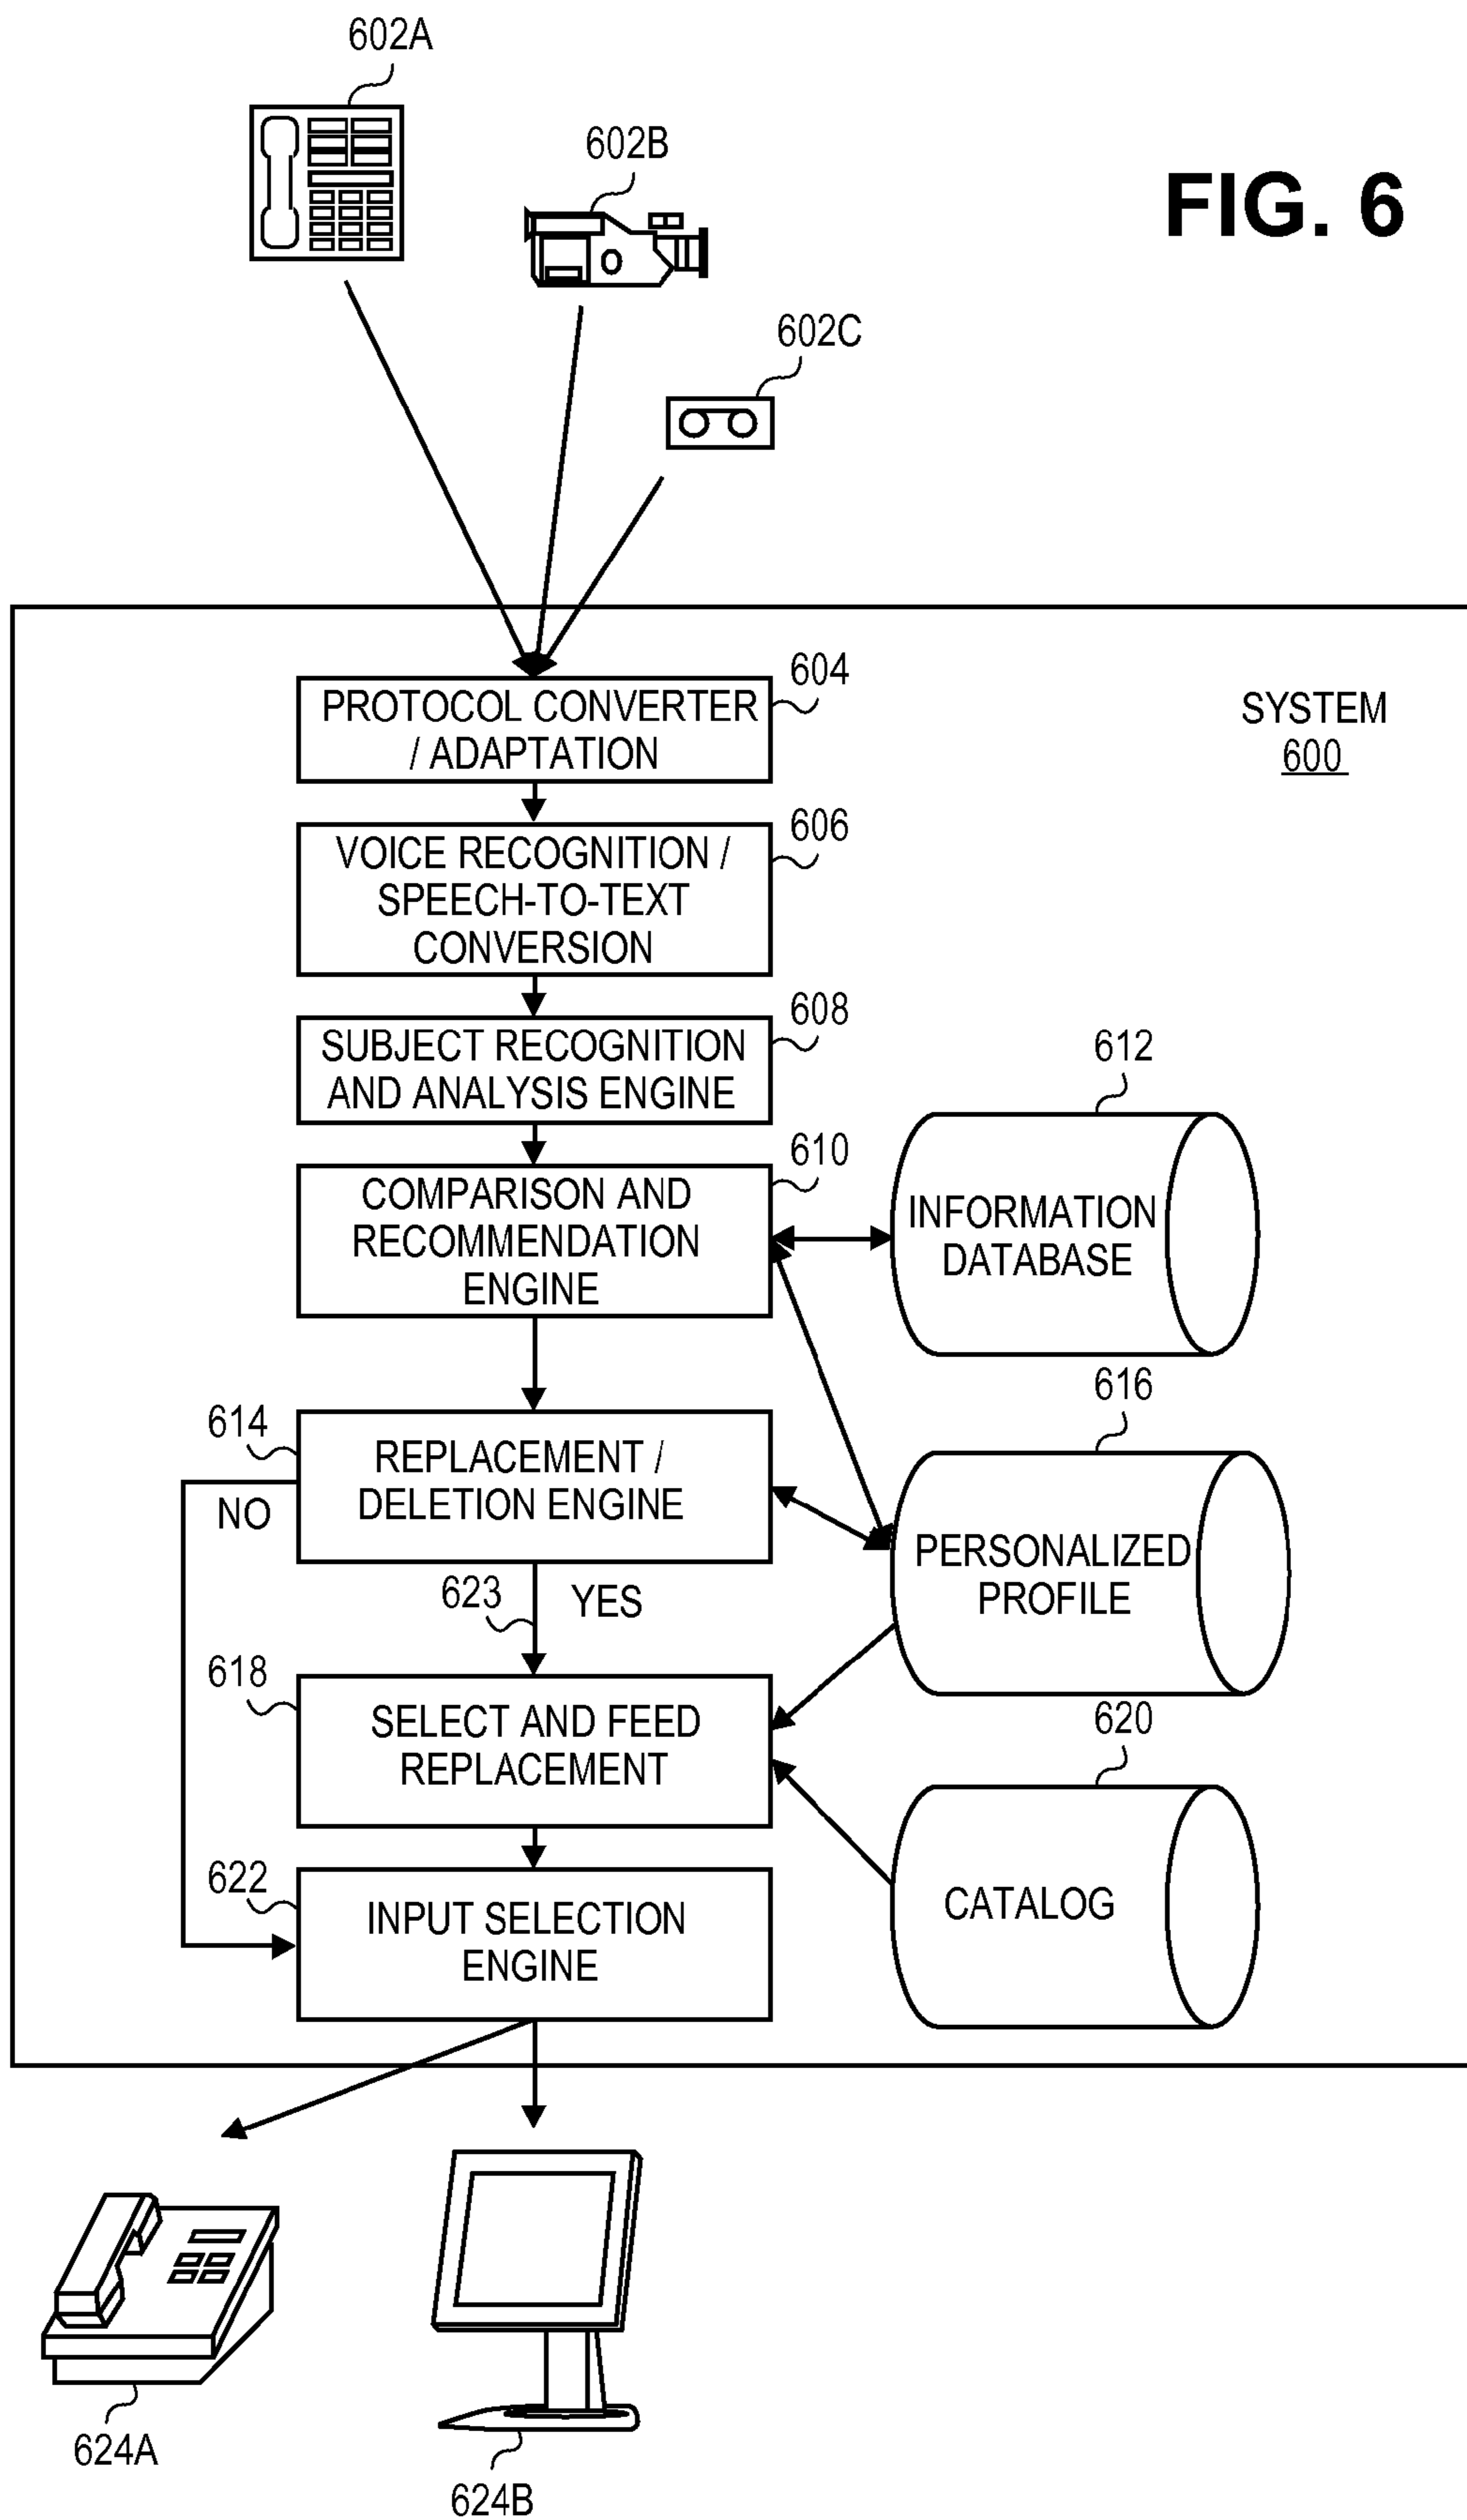 602A
602B
FIG. 6
602C
604
PROTOCOL CONVERTER
/ ADAPTATION
SYSTEM
600
606
VOICE RECOGNITION /
SPEECH-TO-TEXT
CONVERSION
608
SUBJECT RECOGNITION
AND ANALYSIS ENGINE
612
610
COMPARISON AND
RECOMMENDATION
ENGINE
INFORMATION
DATABASE
616
614
REPLACEMENT /
DELETION ENGINE
NO
PERSONALIZED
PROFILE
623
YES
618
SELECT AND FEED
REPLACEMENT
620
622
INPUT SELECTION
ENGINE
CATALOG
624A
624B